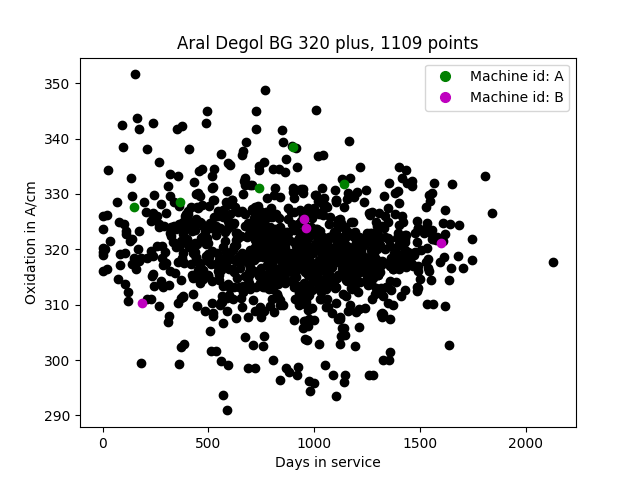 Aral Degol BG 320 plus, 1109 points
Machine id: A
Machine id: B
Oxidation in A/cm
350
340
330
320
310
300
290
0 500 1000 1500 2000
Days in service